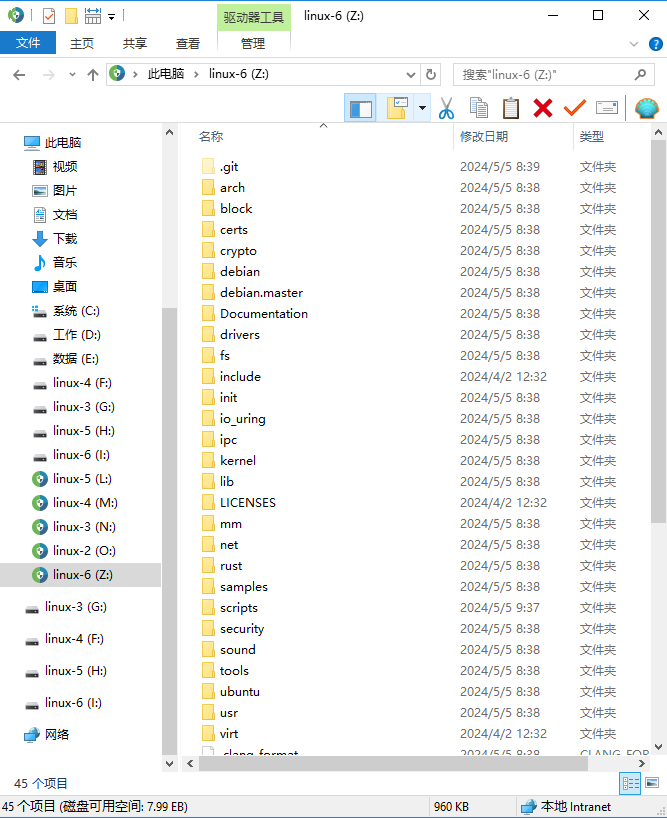 驱动器工具 linux-6 (Z:)
文件 主页 共享 查看 管理
此电脑 linux-6 (Z:) 搜索"linux-6 (Z:)"
此电脑
视频
图片
文档
下载
音乐
桌面
系统 (C:)
工作 (D:)
数据 (E:)
linux-4 (F:)
linux-3 (G:)
linux-5 (H:)
linux-6 (I:)
linux-5 (L:)
linux-4 (M:)
linux-3 (N:)
linux-2 (O:)
linux-6 (Z:)
linux-3 (G:)
linux-4 (F:)
linux-5 (H:)
linux-6 (I:)
网络
名称 修改日期 类型
.git 2024/5/5 8:39 文件夹
arch 2024/5/5 8:38 文件夹
block 2024/5/5 8:38 文件夹
certs 2024/5/5 8:38 文件夹
crypto 2024/5/5 8:38 文件夹
debian 2024/5/5 8:38 文件夹
debian.master 2024/5/5 8:38 文件夹
Documentation 2024/5/5 8:38 文件夹
drivers 2024/5/5 8:38 文件夹
fs 2024/5/5 8:38 文件夹
include 2024/4/2 12:32 文件夹
init 2024/5/5 8:38 文件夹
io_uring 2024/5/5 8:38 文件夹
ipc 2024/5/5 8:38 文件夹
kernel 2024/5/5 8:38 文件夹
lib 2024/5/5 8:38 文件夹
LICENSES 2024/4/2 12:32 文件夹
mm 2024/5/5 8:38 文件夹
net 2024/5/5 8:38 文件夹
rust 2024/5/5 8:38 文件夹
samples 2024/5/5 8:38 文件夹
scripts 2024/5/5 9:37 文件夹
security 2024/5/5 8:38 文件夹
sound 2024/5/5 8:38 文件夹
tools 2024/5/5 8:38 文件夹
ubuntu 2024/5/5 8:38 文件夹
usr 2024/5/5 8:38 文件夹
virt 2024/4/2 12:32 文件夹
.clang-format 2024/5/5 8:38 CLANG-FOR
45 个项目
45 个项目 (磁盘可用空间: 7.99 EB) 960 KB 本地 Intranet